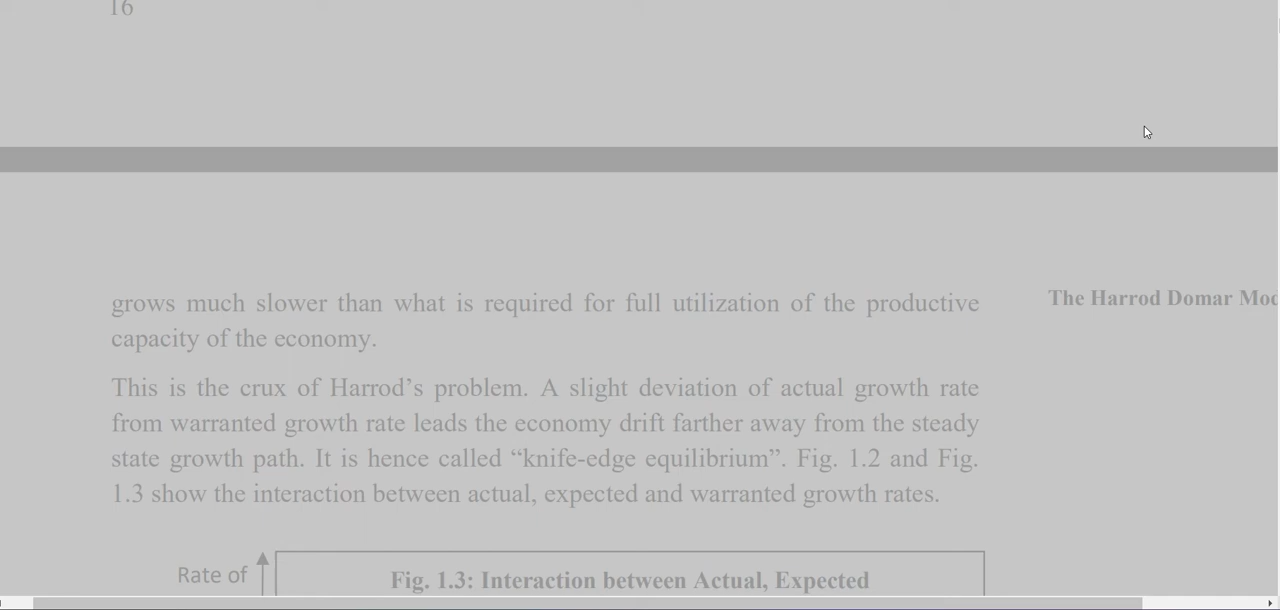 16
grows much slower than what is required for full utilization of the productive
The Harrod Domar
capacity of the economy.
This is the crux of Harrod’s problem. A slight deviation of actual growth rate
from warranted growth rate leads the economy drift farther away from the steady
state growth path. It is hence called “knife-edge equilibrium”. Fig. 1.2 and Fig.
1.3 show the interaction between actual, expected and warranted growth rates.
Rate of
Fig. 1.3: Interaction between Actual, Expected